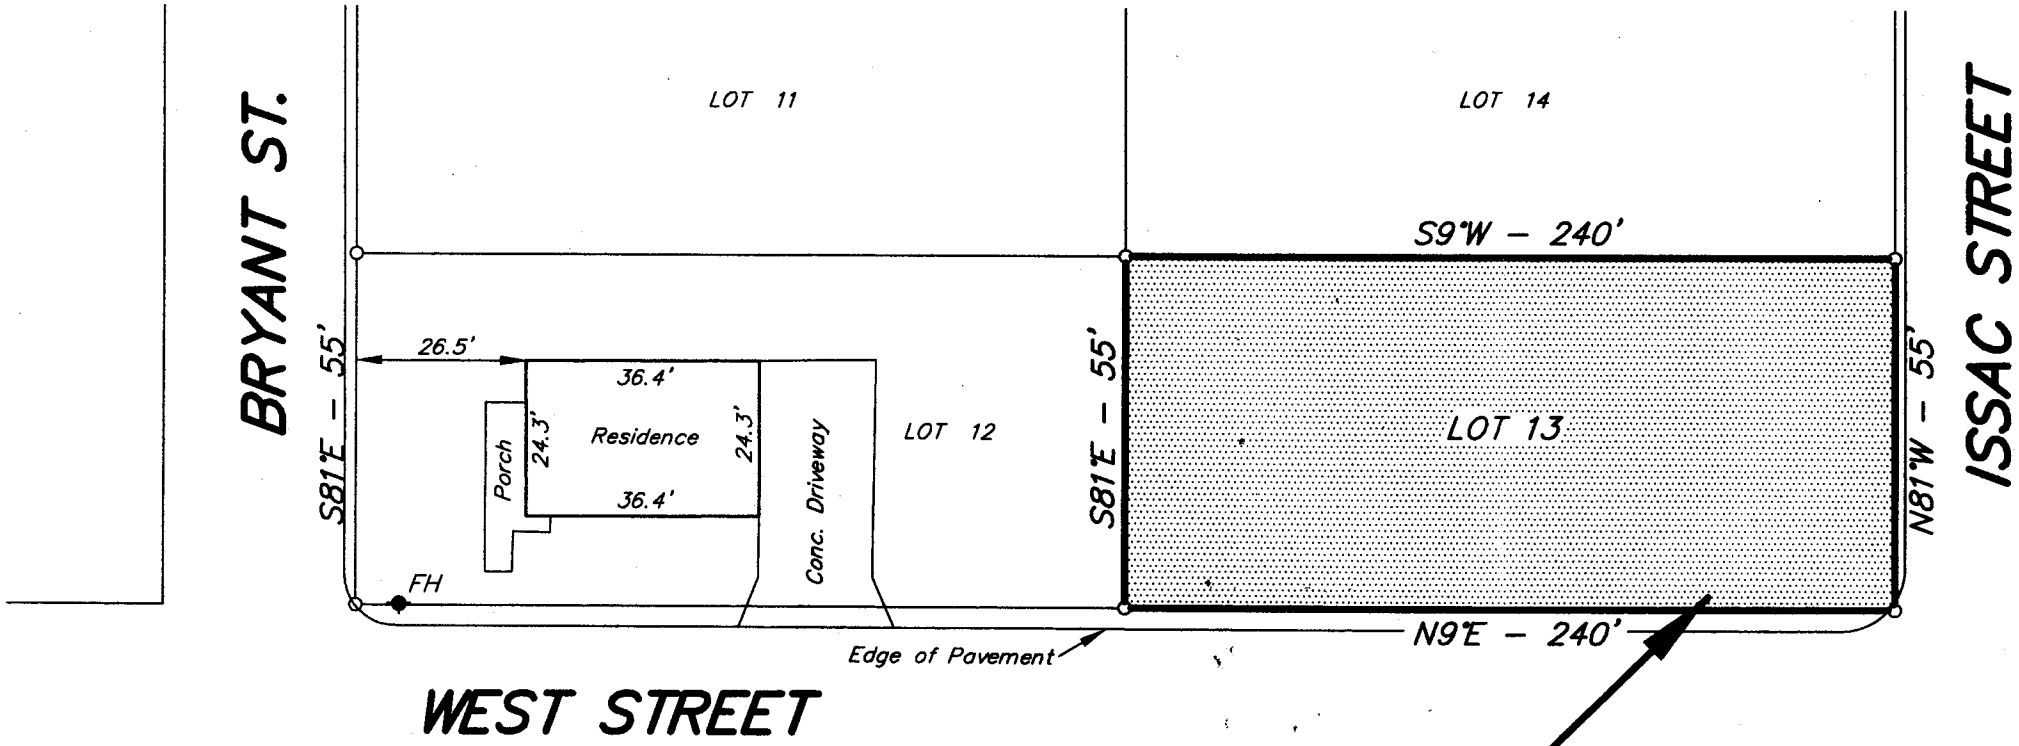 BRYANT ST.
LOT 11
LOT 14
ISSAC STREET
S9°W - 240'
S81°E - 55'
26.5'
36.4'
24.3'
Residence
24.3'
36.4'
Porch
Conc. Driveway
LOT 12
S81°E - 55'
LOT 13
N81°W - 55'
FH
Edge of Pavement
N9°E - 240'
WEST STREET